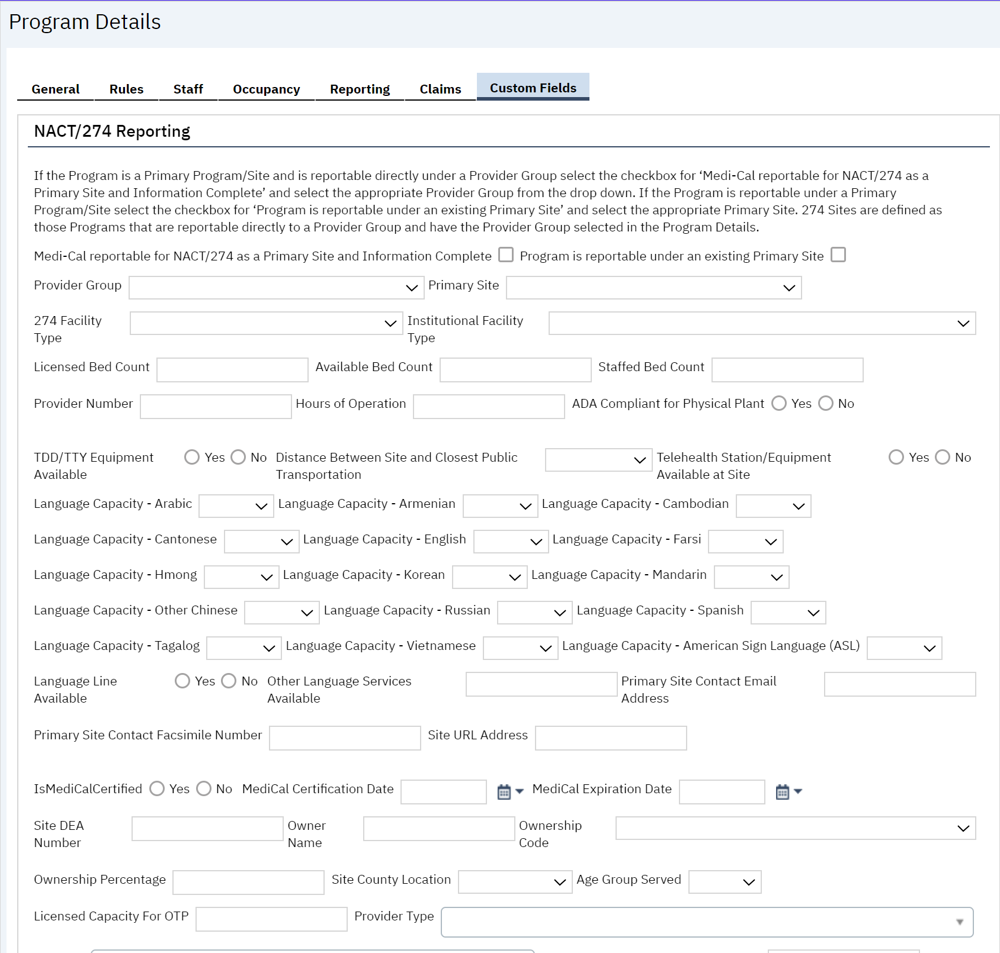 Program Details
General Rules Staff Occupancy Reporting Claims Custom Fields
NACT/274 Reporting
If the Program is a Primary Program/Site and is reportable directly under a Provider Group select the checkbox for ‘Medi-Cal reportable for NACT/274 as a
Primary Site and Information Complete’ and select the appropriate Provider Group from the drop down. If the Program is reportable under a Primary
Program/Site select the checkbox for ‘Program is reportable under an existing Primary Site’ and select the appropriate Primary Site. 274 Sites are defined as
those Programs that are reportable directly to a Provider Group and have the Provider Group selected in the Program Details.
Medi-Cal reportable for NACT/274 as a Primary Site and Information Complete Program is reportable under an existing Primary Site
Provider Group Primary Site
274 Facility Institutional Facility
Type Type
Licensed Bed Count Available Bed Count Staffed Bed Count
Provider Number Hours of Operation ADA Compliant for Physical Plant Yes No
TDD/TTY Equipment Yes No Distance Between Site and Closest Public Telehealth Station/Equipment Yes No
Available Transportation Available at Site
Language Capacity - Arabic Language Capacity - Armenian Language Capacity - Cambodian
Language Capacity - Cantonese Language Capacity - English Language Capacity - Farsi
Language Capacity - Hmong Language Capacity - Korean Language Capacity - Mandarin
Language Capacity - Other Chinese Language Capacity - Russian Language Capacity - Spanish
Language Capacity - Tagalog Language Capacity - Vietnamese Language Capacity - American Sign Language (ASL)
Language Line Yes No Other Language Services Primary Site Contact Email
Available Available Address
Primary Site Contact Facsimile Number Site URL Address
IsMediCalCertified Yes No MediCal Certification Date MediCal Expiration Date
Site DEA Owner Ownership
Number Name Code
Ownership Percentage Site County Location Age Group Served
Licensed Capacity For OTP Provider Type